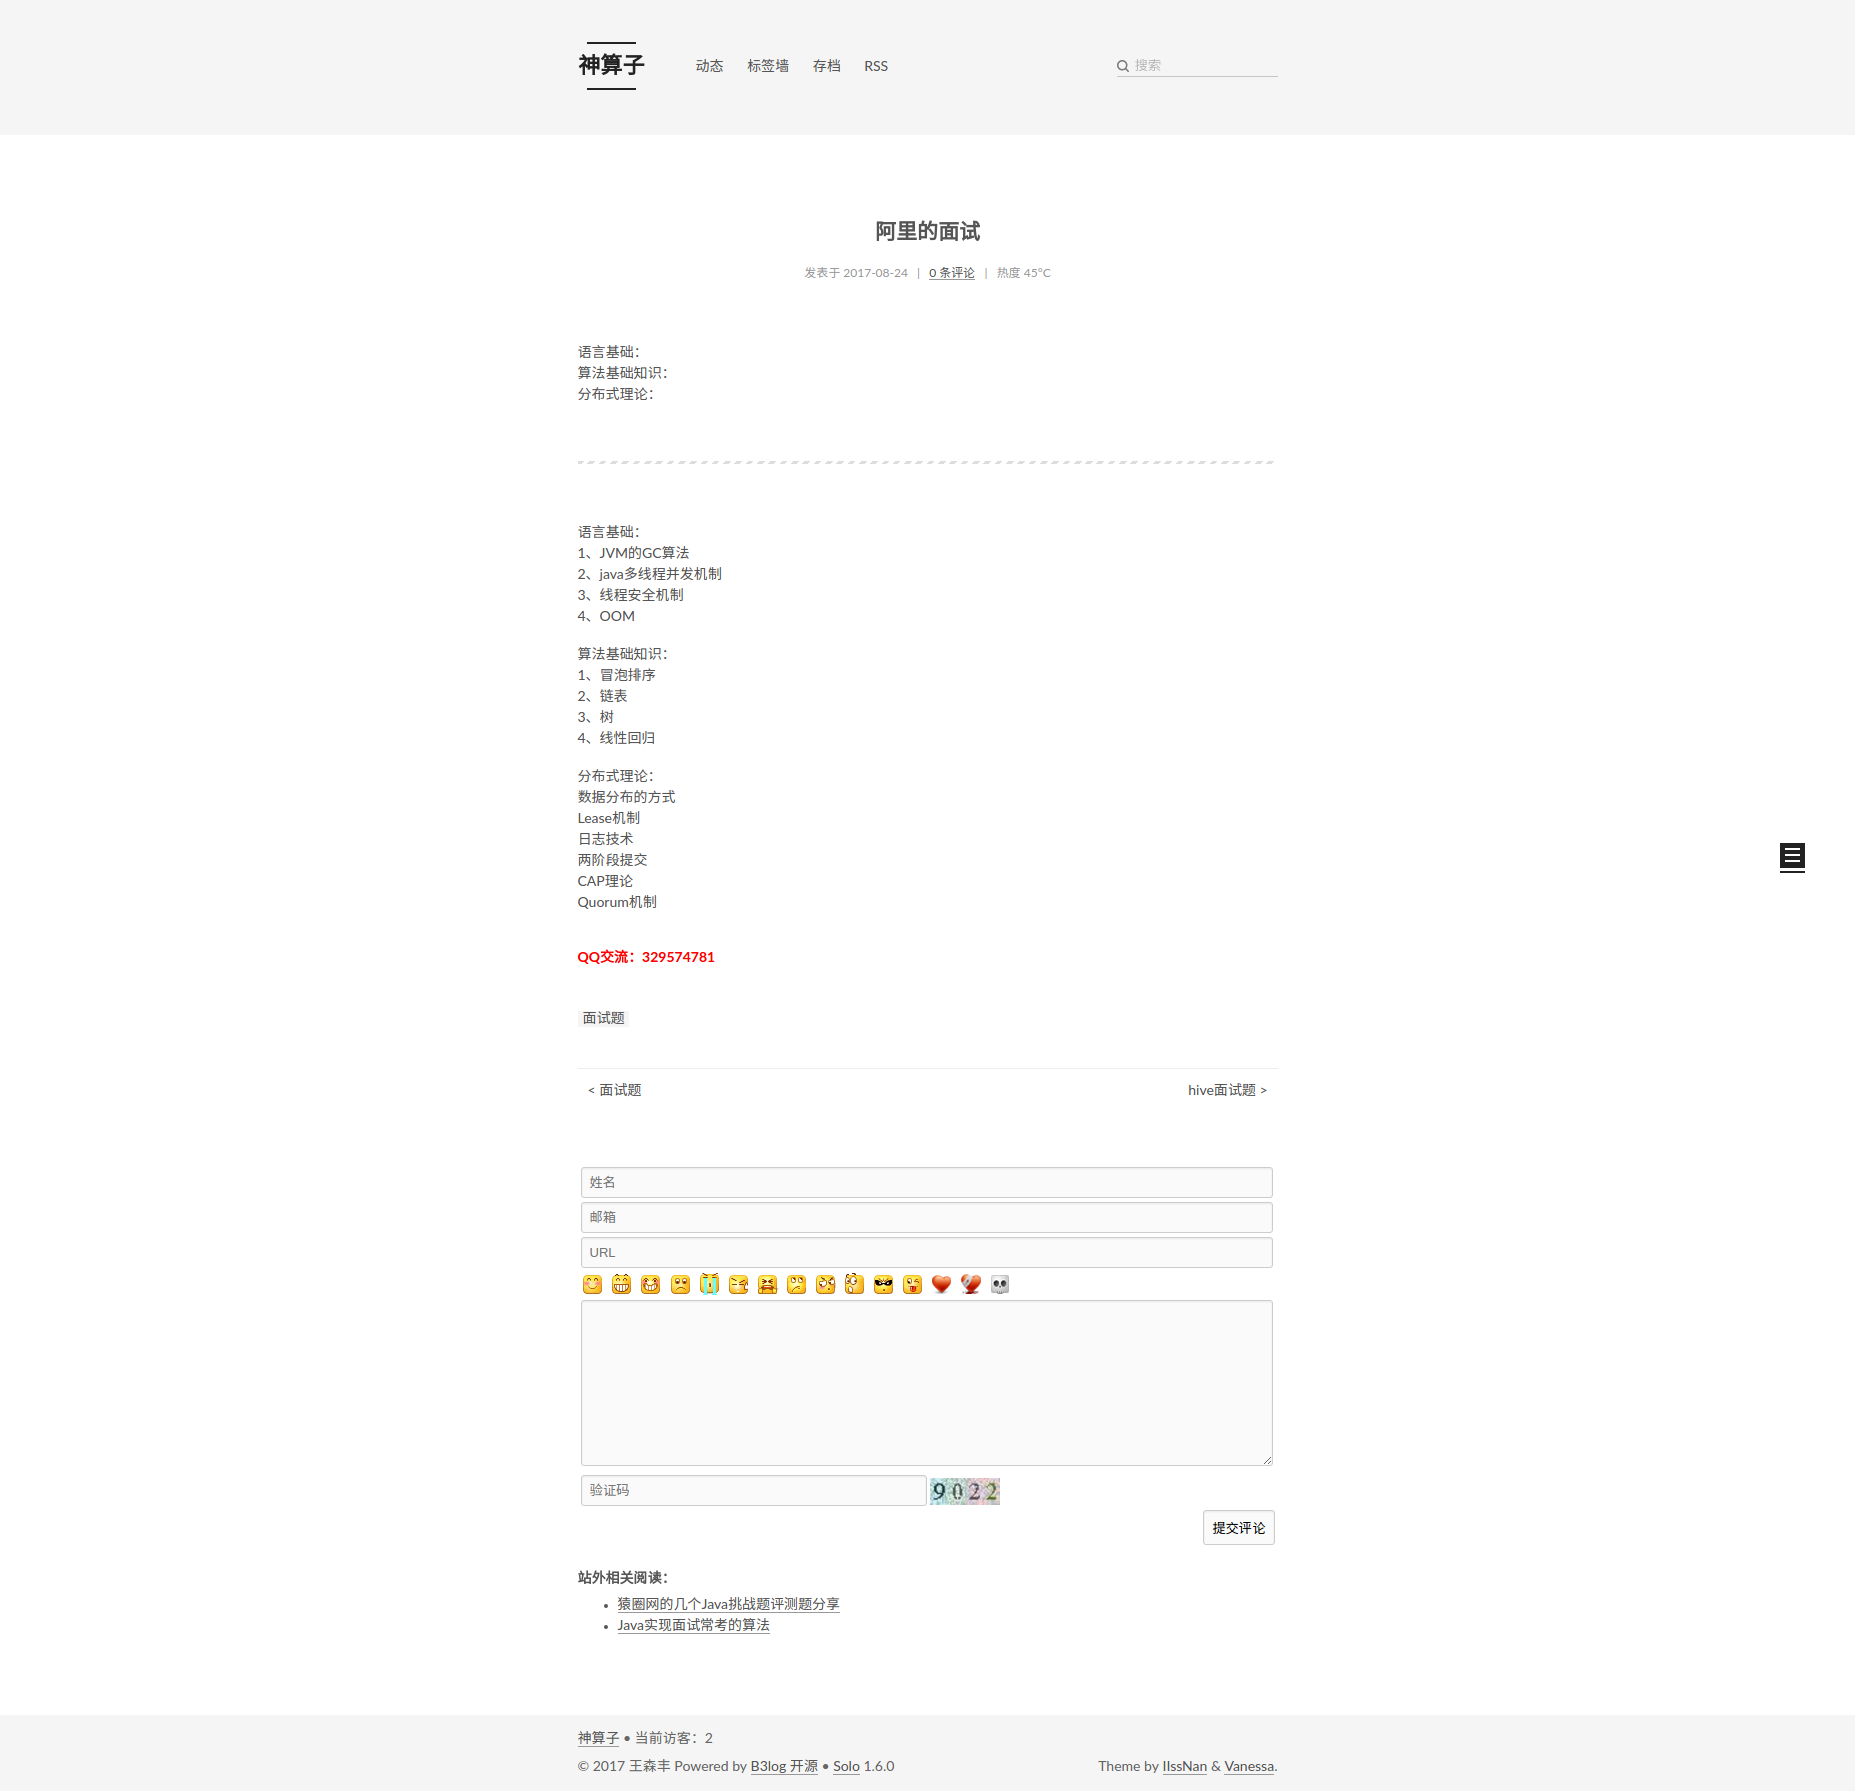 神算子
动态 标签墙 存档 RSS
搜索
阿里的面试
发表于 2017-08-24 | 0 条评论 | 热度 45°C
语言基础：
算法基础知识：
分布式理论：
语言基础：
1、JVM的GC算法
2、java多线程并发机制
3、线程安全机制
4、OOM
算法基础知识：
1、冒泡排序
2、链表
3、树
4、线性回归
分布式理论：
数据分布的方式
Lease机制
日志技术
两阶段提交
CAP理论
Quorum机制
QQ交流：329574781
面试题
< 面试题
hive面试题 >
姓名
邮箱
URL
验证码
9022
提交评论
站外相关阅读：
猿圈网的几个Java挑战题评测题分享
Java实现面试常考的算法
神算子 • 当前访客：2
© 2017 王森丰 Powered by B3log 开源 • Solo 1.6.0
Theme by IIssNan & Vanessa.